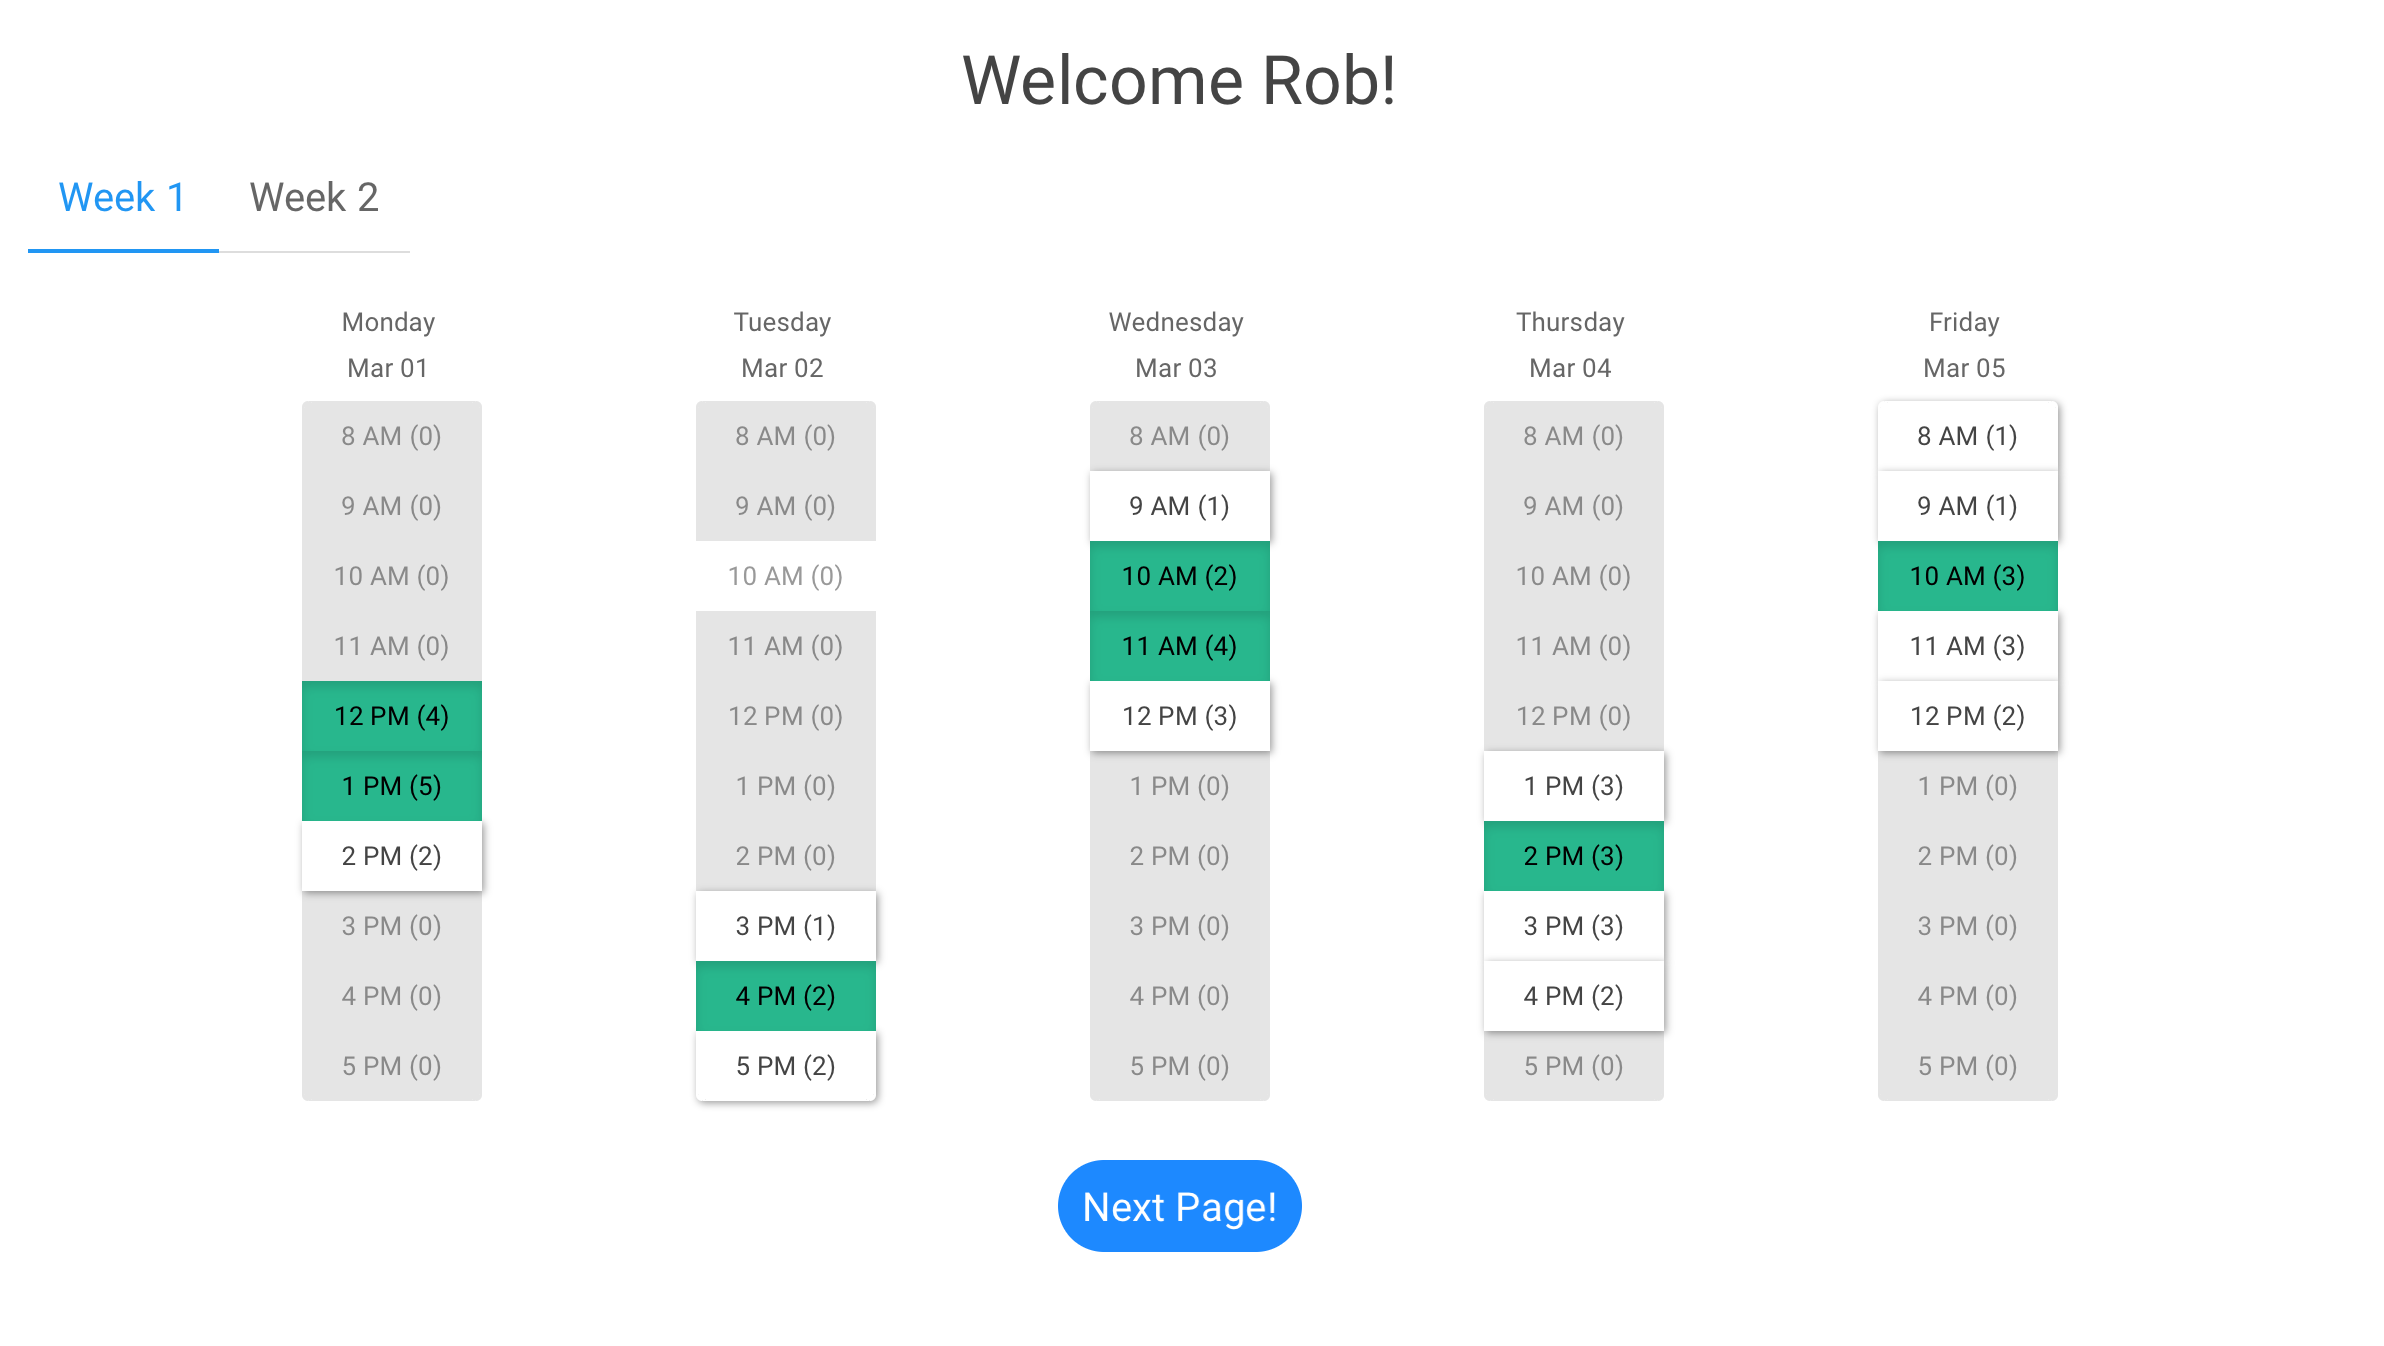 Welcome Rob!
Week 1 Week 2
Monday Tuesday Wednesday Thursday Friday
Mar 01 Mar 02 Mar 03 Mar 04 Mar 05
8 AM (0) 8 AM (0) 8 AM (0) 8 AM (0) 8 AM (1)
9 AM (0) 9 AM (0) 9 AM (1) 9 AM (0) 9 AM (1)
10 AM (0) 10 AM (0) 10 AM (2) 10 AM (0) 10 AM (3)
11 AM (0) 11 AM (0) 11 AM (4) 11 AM (0) 11 AM (3)
12 PM (4) 12 PM (0) 12 PM (3) 12 PM (0) 12 PM (2)
1 PM (5) 1 PM (0) 1 PM (0) 1 PM (3) 1 PM (0)
2 PM (2) 2 PM (0) 2 PM (0) 2 PM (3) 2 PM (0)
3 PM (0) 3 PM (1) 3 PM (0) 3 PM (3) 3 PM (0)
4 PM (0) 4 PM (2) 4 PM (0) 4 PM (2) 4 PM (0)
5 PM (0) 5 PM (2) 5 PM (0) 5 PM (0) 5 PM (0)
Next Page!